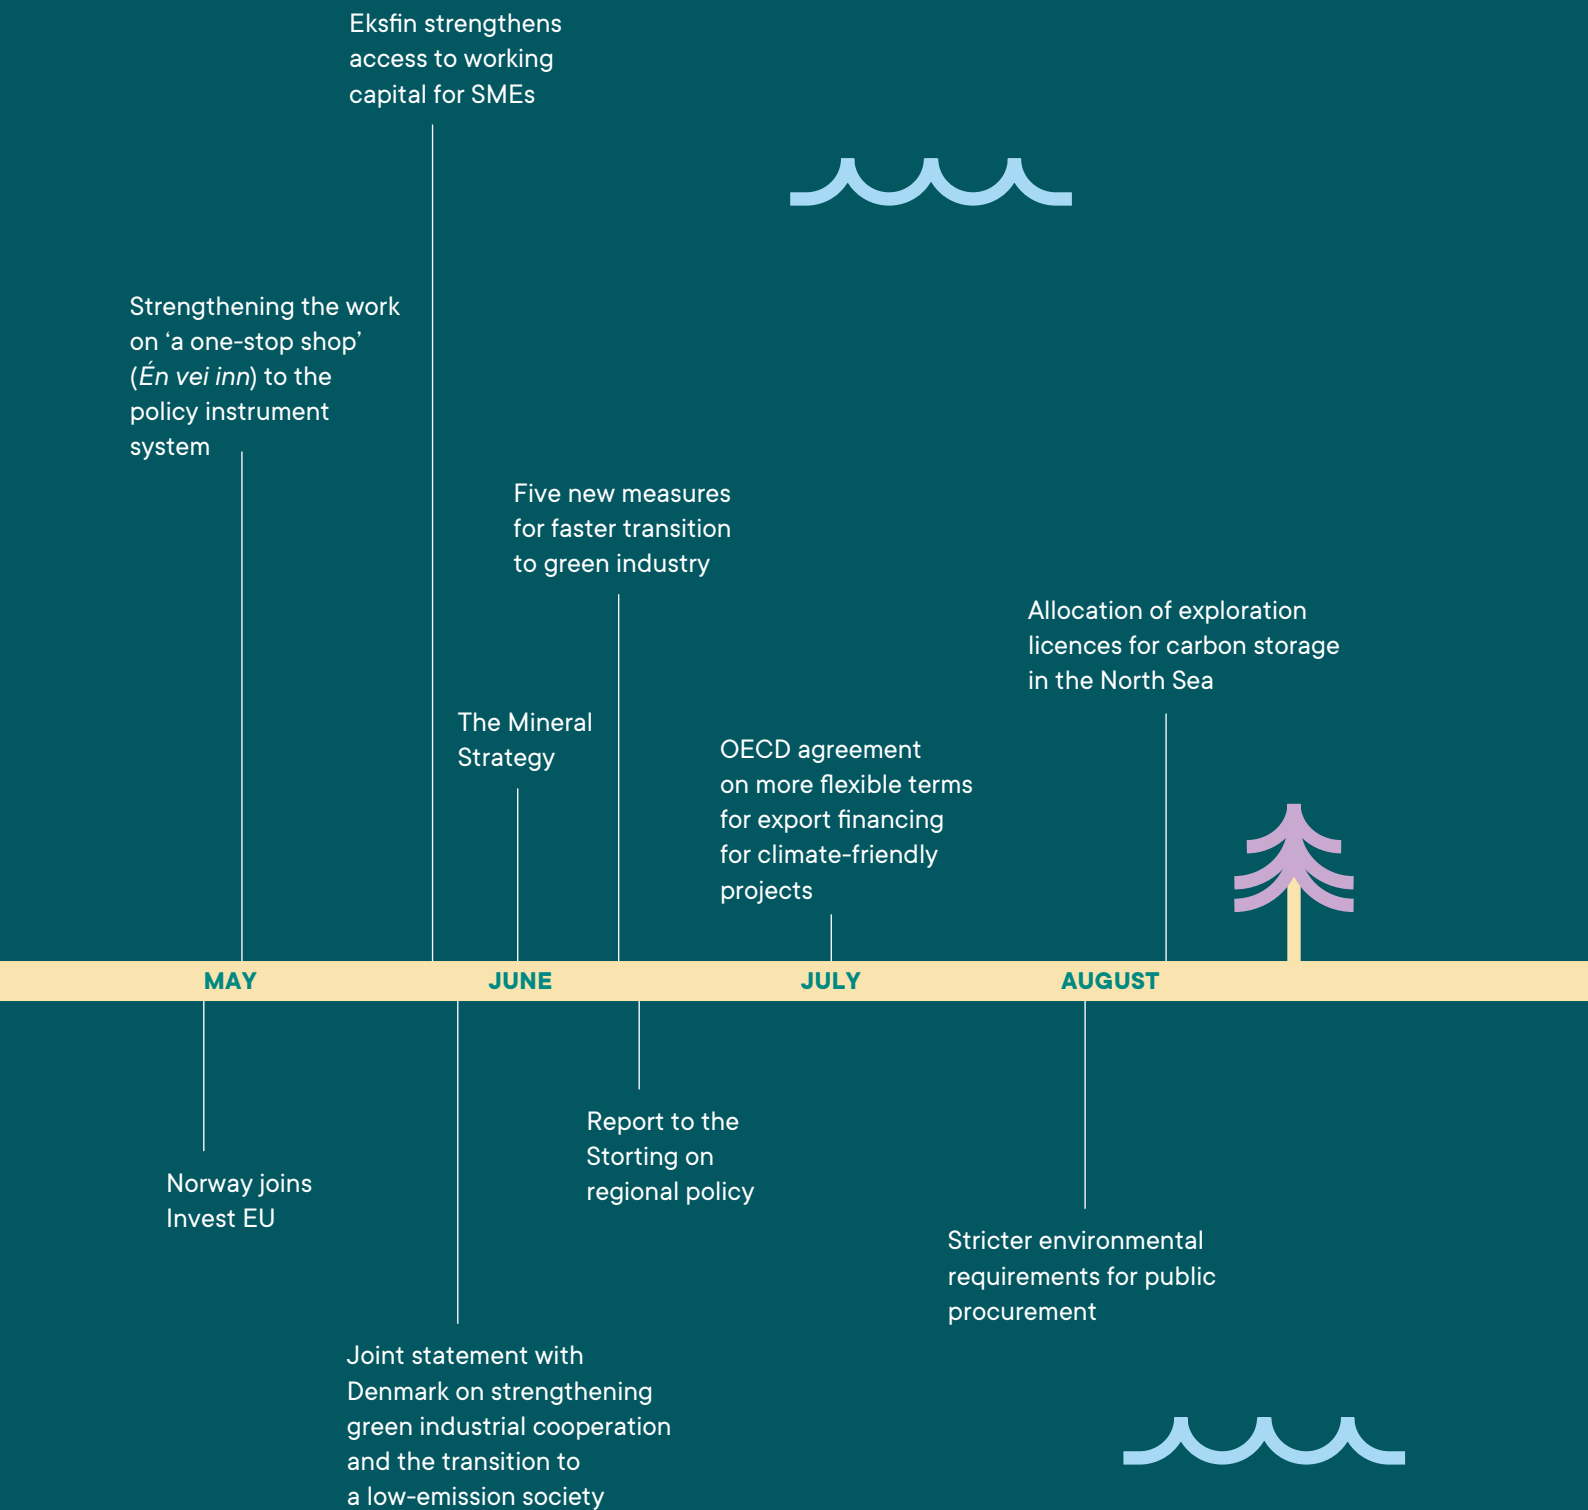 Eksfin strengthens
access to working
capital for SMEs
Strengthening the work
on ‘a one-stop shop’
(Én vei inn) to the
policy instrument
system
Five new measures
for faster transition
to green industry
Allocation of exploration
licences for carbon storage
in the North Sea
The Mineral
Strategy
OECD agreement
on more flexible terms
for export financing
for climate-friendly
projects
MAY JUNE JULY AUGUST
Norway joins
Invest EU
Report to the
Storting on
regional policy
Stricter environmental
requirements for public
procurement
Joint statement with
Denmark on strengthening
green industrial cooperation
and the transition to
a low-emission society